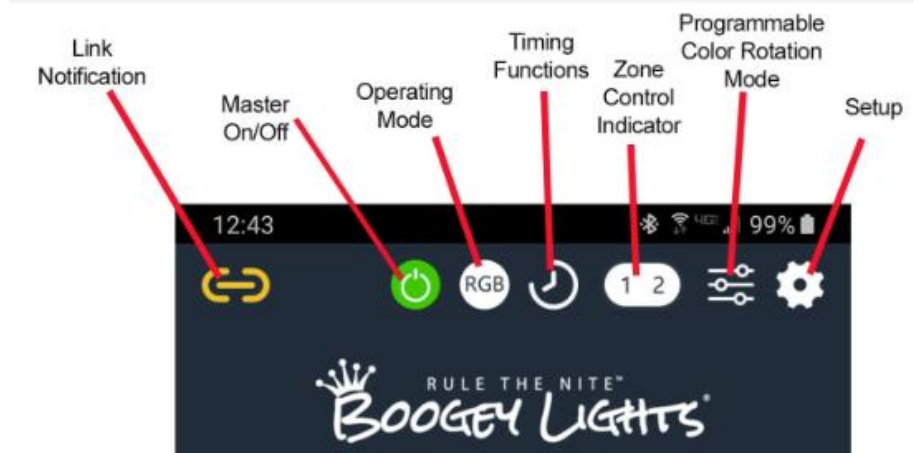 Link
Notification
Master
On/Off
Operating
Mode
Timing
Functions
Zone
Control
Indicator
Programmable
Color Rotation
Mode
Setup
12:43
99%
RGB
1 2
RULE THE NITE™
BOOGEY LIGHTS®